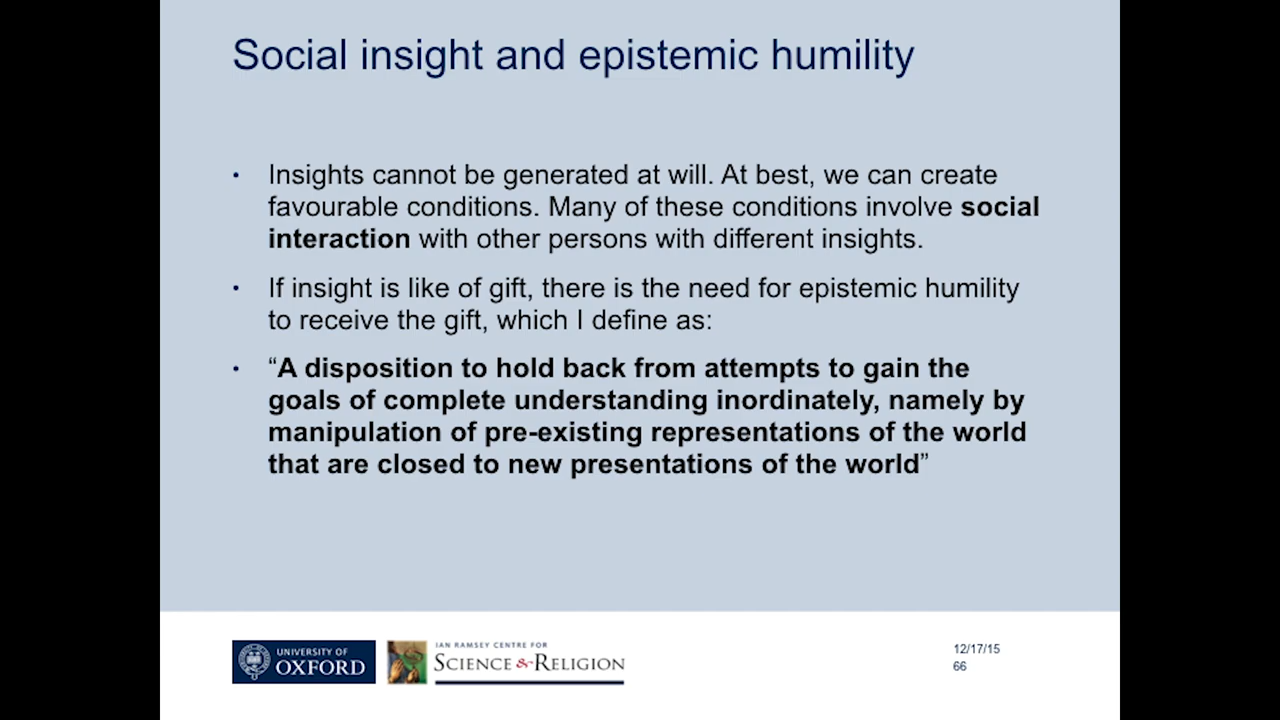 Social insight and epistemic humility
• Insights cannot be generated at will. At best, we can create
favourable conditions. Many of these conditions involve social
interaction with other persons with different insights.
• If insight is like of gift, there is the need for epistemic humility
to receive the gift, which I define as:
• “A disposition to hold back from attempts to gain the
goals of complete understanding inordinately, namely by
manipulation of pre-existing representations of the world
that are closed to new presentations of the world”
UNIVERSITY OF
OXFORD
IAN RAMSEY CENTRE FOR
SCIENCE & RELIGION
12/17/15
66